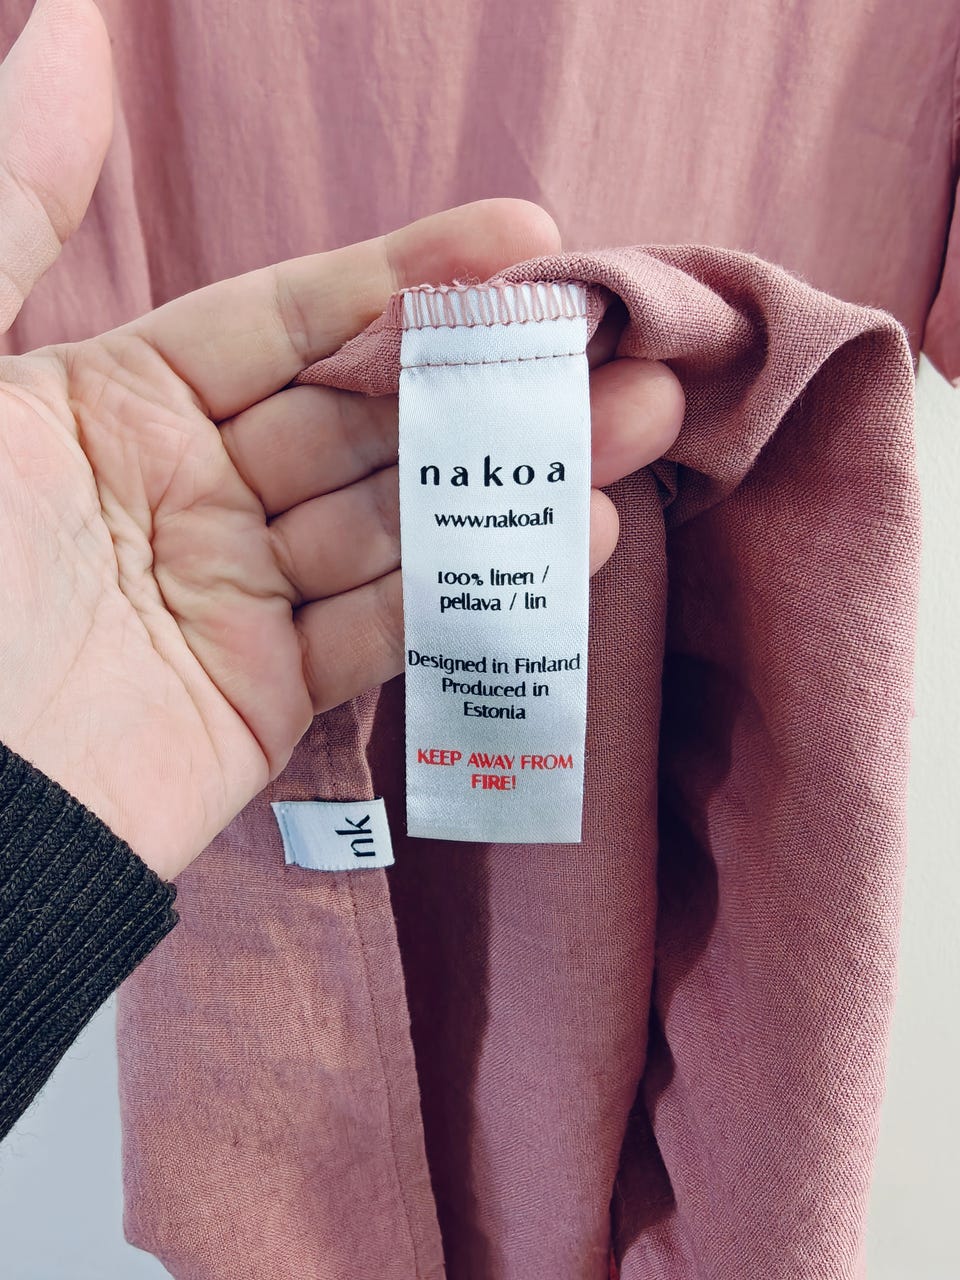 nakoa
www.nakoa.fi
100% linen /
pellava / lin
Designed in Finland
Produced in
Estonia
KEEP AWAY FROM
FIRE!
nk